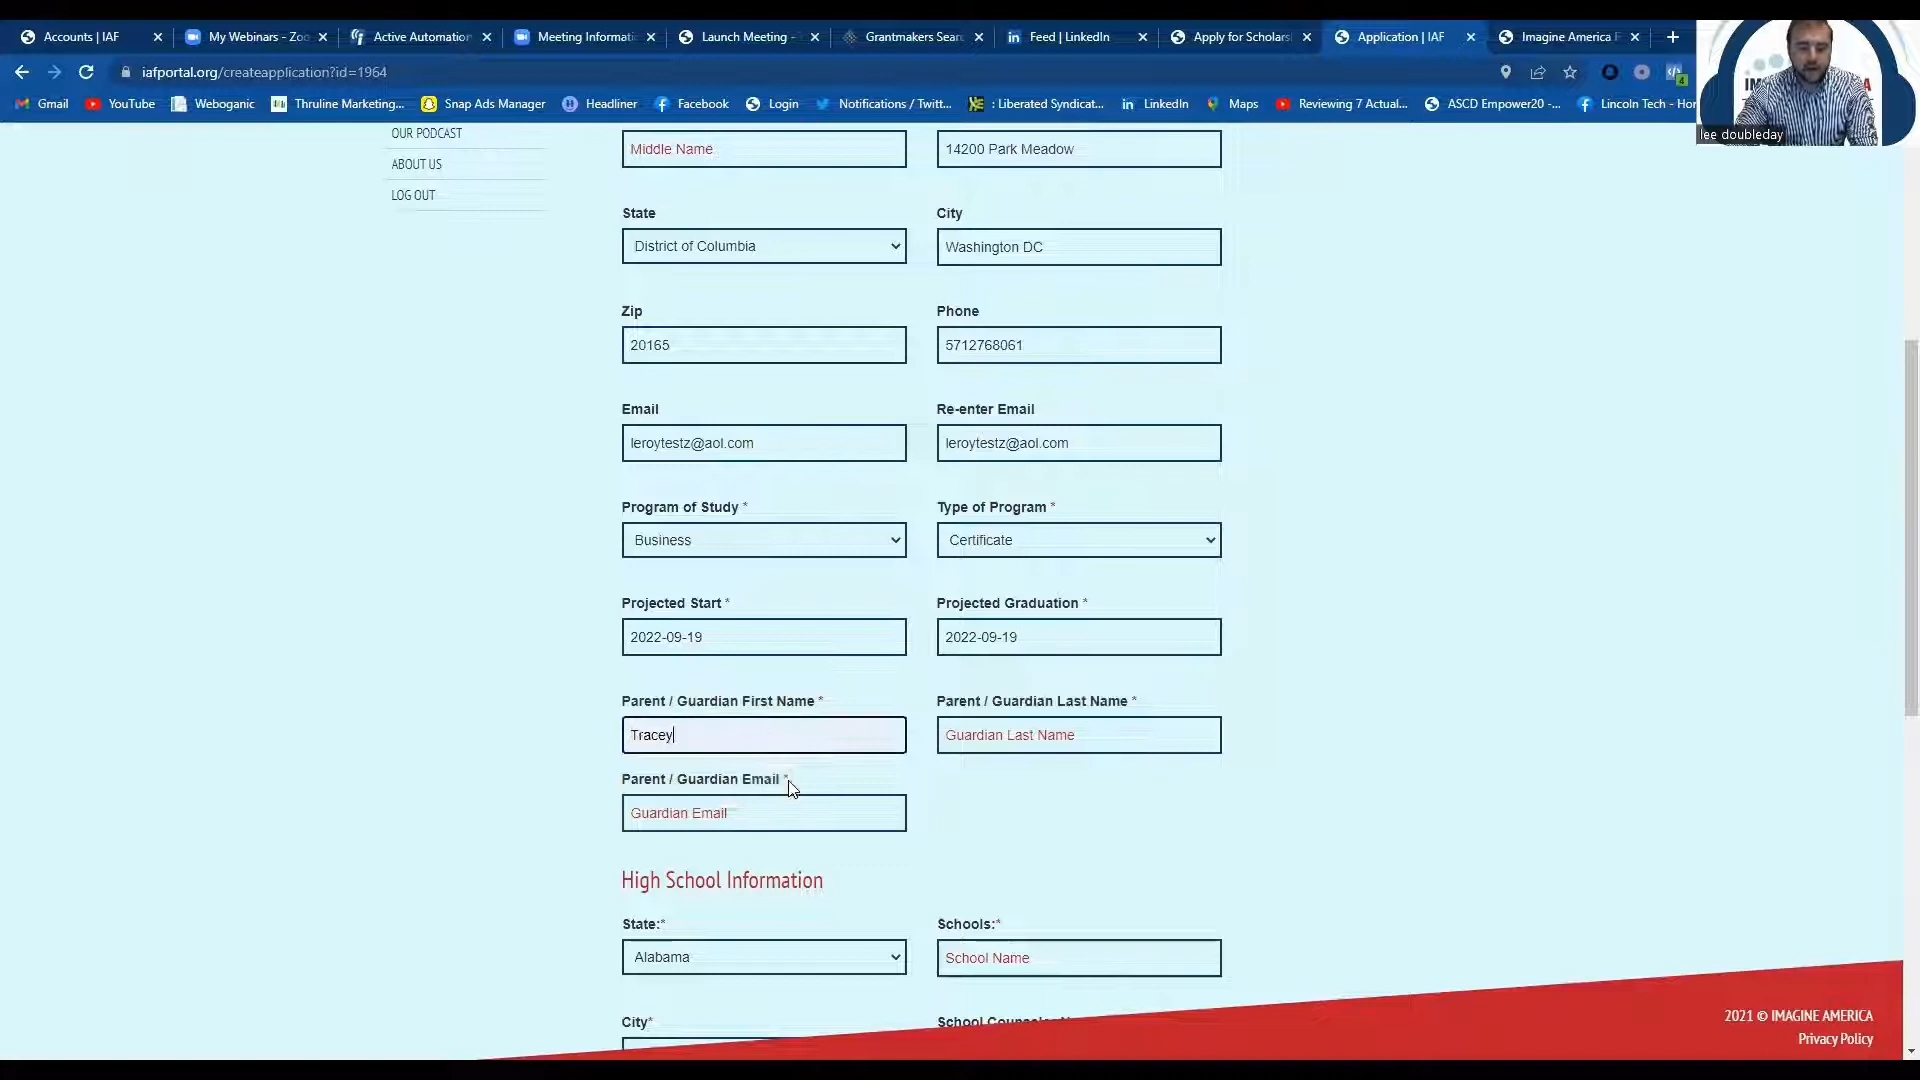 Accounts | IAF
My Webinars - Zoo
Active Automation
Meeting Informati
Launch Meeting -
Grantmakers Sear
Feed | LinkedIn
Apply for Scholars
Application | IAF
Imagine America F
iafportal.org/createapplication?id=1964
Gmail
YouTube
Weboganic
Thruline Marketing...
Snap Ads Manager
Headliner
Facebook
Login
Notifications / Twitt...
: Liberated Syndicat...
LinkedIn
Maps
Reviewing 7 Actual...
ASCD Empower20 -...
Lincoln Tech - Hor
lee doubleday
OUR PODCAST
ABOUT US
LOG OUT
Middle Name
14200 Park Meadow
State
City
District of Columbia
Washington DC
Zip
Phone
20165
5712768061
Email
Re-enter Email
leroytestz@aol.com
leroytestz@aol.com
Program of Study *
Type of Program *
Business
Certificate
Projected Start *
Projected Graduation *
2022-09-19
2022-09-19
Parent / Guardian First Name *
Parent / Guardian Last Name *
Tracey
Guardian Last Name
Parent / Guardian Email *
Guardian Email
High School Information
State:*
Schools:*
Alabama
School Name
City*
School
2021 © IMAGINE AMERICA
Privacy Policy